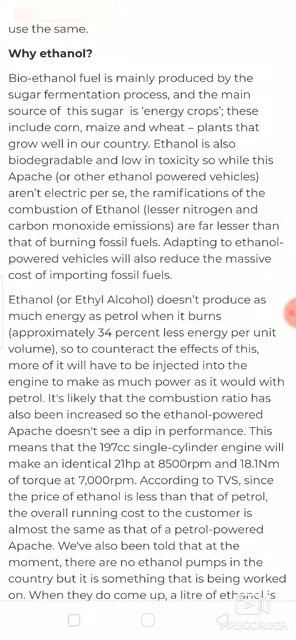 use the same.
Why ethanol?
Bio-ethanol fuel is mainly produced by the
sugar fermentation process, and the main
source of this sugar is ‘energy crops’; these
include corn, maize and wheat – plants that
grow well in our country. Ethanol is also
biodegradable and low in toxicity so while this
Apache (or other ethanol powered vehicles)
aren’t electric per se, the ramifications of the
combustion of Ethanol (lesser nitrogen and
carbon monoxide emissions) are far lesser than
that of burning fossil fuels. Adapting to ethanol-
powered vehicles will also reduce the massive
cost of importing fossil fuels.
Ethanol (or Ethyl Alcohol) doesn’t produce as
much energy as petrol when it burns
(approximately 34 percent less energy per unit
volume), so to counteract the effects of this,
more of it will have to be injected into the
engine to make as much power as it would with
petrol. It's likely that the combustion ratio has
also been increased so the ethanol-powered
Apache doesn't see a dip in performance. This
means that the 197cc single-cylinder engine will
make an identical 21hp at 8500rpm and 18.1Nm
of torque at 7,000rpm. According to TVS, since
the price of ethanol is less than that of petrol,
the overall running cost to the customer is
almost the same as that of a petrol-powered
Apache. We've also been told that at the
moment, there are no ethanol pumps in the
country but it is something that is being worked
on. When they do come up, a litre of ethanol is